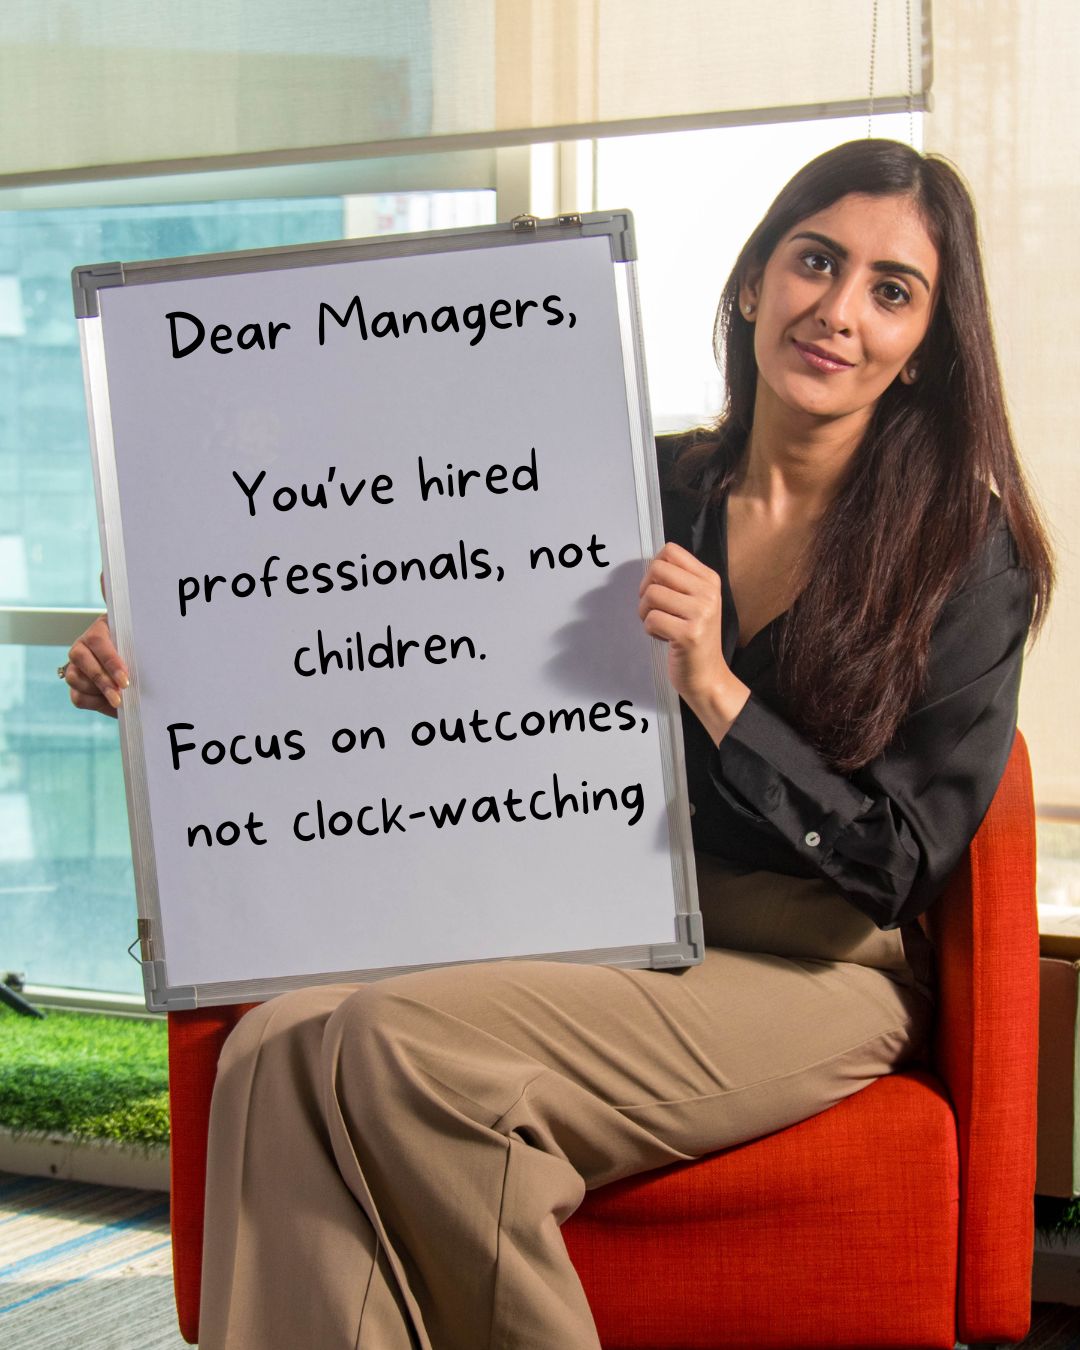 Dear Managers,
You've hired
professionals, not
children.
Focus on outcomes,
not clock-watching